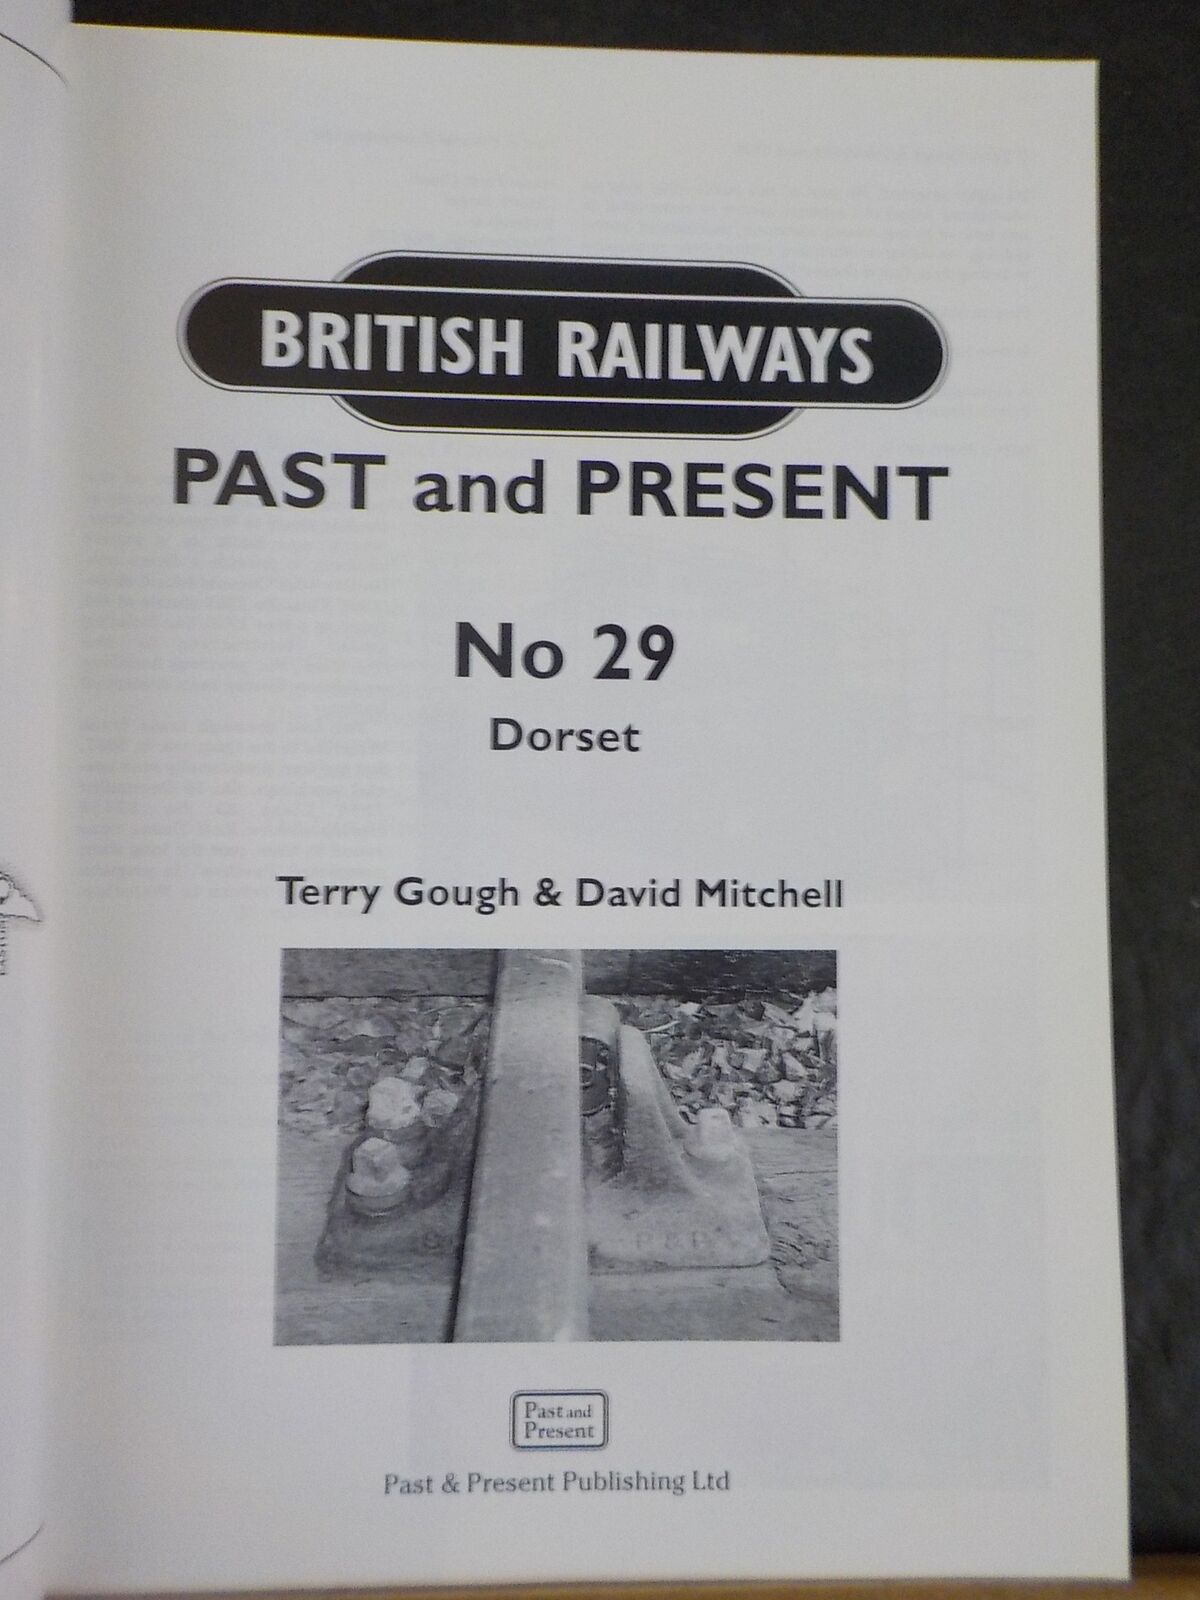 BRITISH RAILWAYS
PAST and PRESENT
No 29
Dorset
Terry Gough & David Mitchell
Past and
Present
Past & Present Publishing Ltd